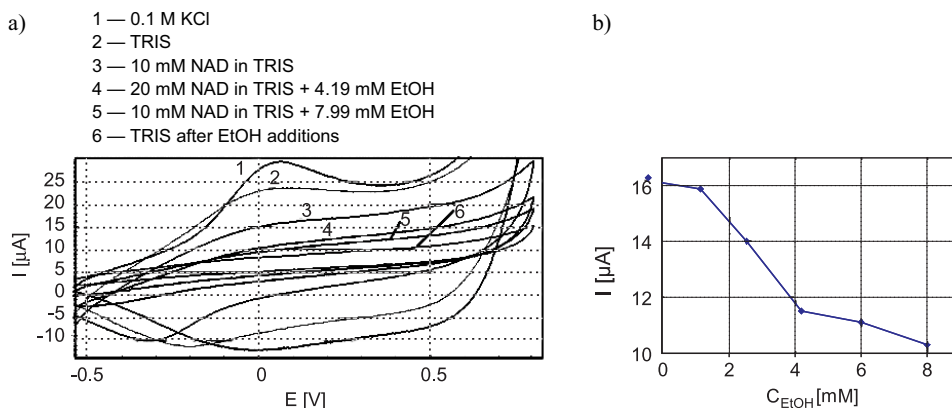 a)
1 — 0.1 M KCl
2 — TRIS
3 — 10 mM NAD in TRIS
4 — 20 mM NAD in TRIS + 4.19 mM EtOH
5 — 10 mM NAD in TRIS + 7.99 mM EtOH
6 — TRIS after EtOH additions
I [μA]
25
20
15
10
5
0
-5
-10
1
2
3
4
5
6
-0.5
0
0.5
E [V]
b)
I [μA]
16
14
12
10
0
2
4
6
8
C_EtOH [mM]